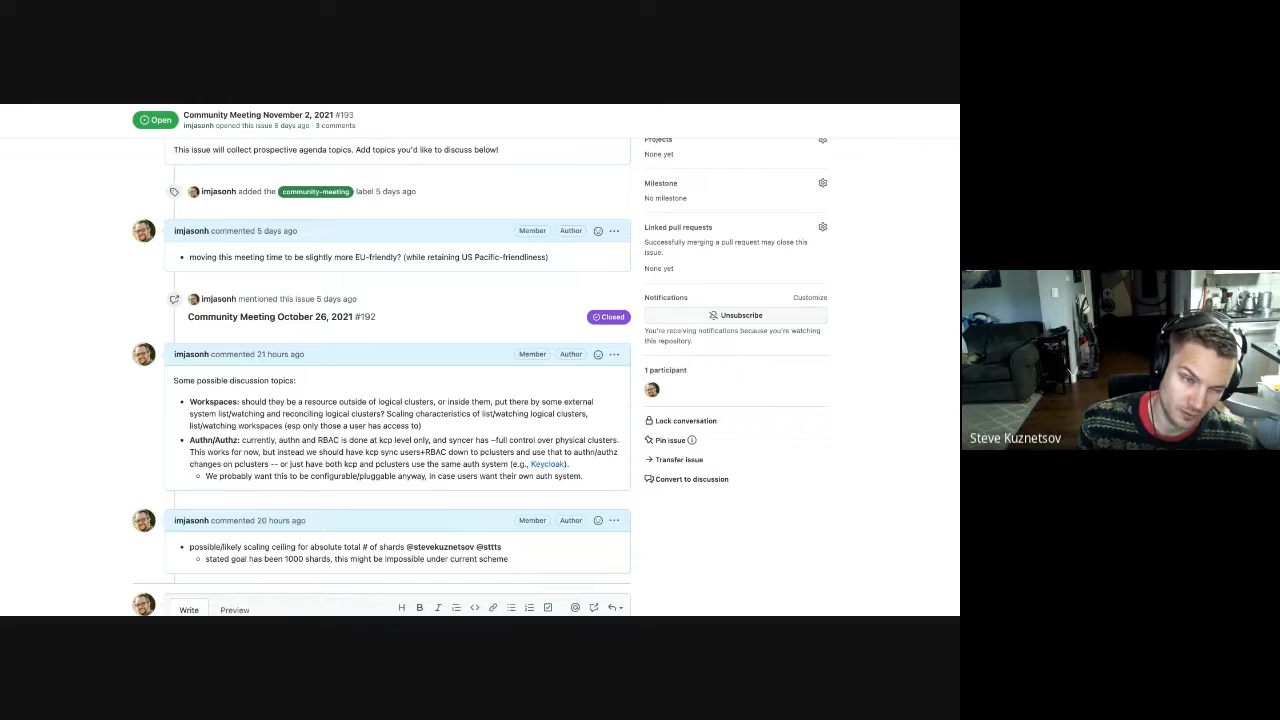 Open
Community Meeting November 2, 2021 #193
imjasonh opened this issue 5 days ago · 3 comments
This issue will collect prospective agenda topics. Add topics you'd like to discuss below!
imjasonh added the community-meeting label 5 days ago
imjasonh commented 5 days ago
Member
Author
• moving this meeting time to be slightly more EU-friendly? (while retaining US Pacific-friendliness)
imjasonh mentioned this issue 5 days ago
Community Meeting October 26, 2021 #192
Closed
imjasonh commented 21 hours ago
Member
Author
Some possible discussion topics:
• Workspaces: should they be a resource outside of logical clusters, or inside them, put there by some external
system list/watching and reconciling logical clusters? Scaling characteristics of list/watching logical clusters,
list/watching workspaces (esp only those a user has access to)
• Authn/Authz: currently, authn and RBAC is done at kcp level only, and syncer has ~full control over physical clusters.
This works for now, but instead we should have kcp sync users+RBAC down to pclusters and use that to authn/authz
changes on pclusters -- or just have both kcp and pclusters use the same auth system (e.g., Keycloak).
◦ We probably want this to be configurable/pluggable anyway, in case users want their own auth system.
imjasonh commented 20 hours ago
Member
Author
• possible/likely scaling ceiling for absolute total # of shards @stevekuznetsov @sttts
◦ stated goal has been 1000 shards, this might be impossible under current scheme
Write
Preview
Projects
None yet
Milestone
No milestone
Linked pull requests
Successfully merging a pull request may close this
issue.
None yet
Notifications
Customize
Unsubscribe
You're receiving notifications because you're watching
this repository.
1 participant
Lock conversation
Pin issue
Transfer issue
Convert to discussion
Steve Kuznetsov